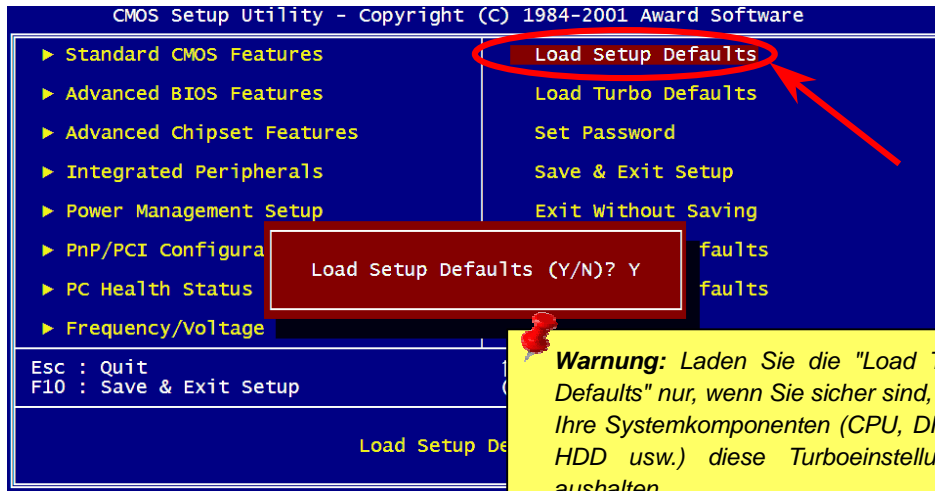 CMOS Setup Utility - Copyright (C) 1984-2001 Award Software
► Standard CMOS Features
► Advanced BIOS Features
► Advanced Chipset Features
► Integrated Peripherals
► Power Management Setup
► PnP/PCI Configura
► PC Health Status
► Frequency/Voltage
Load Setup Defaults
Load Turbo Defaults
Set Password
Save & Exit Setup
Exit Without Saving
faults
faults
Load Setup Defaults (Y/N)? Y
Esc : Quit
F10 : Save & Exit Setup
Load Setup De
Warnung: Laden Sie die "Load T
Defaults" nur, wenn Sie sicher sind,
Ihre Systemkomponenten (CPU, DI
HDD usw.) diese Turboeinstellu
aushalten